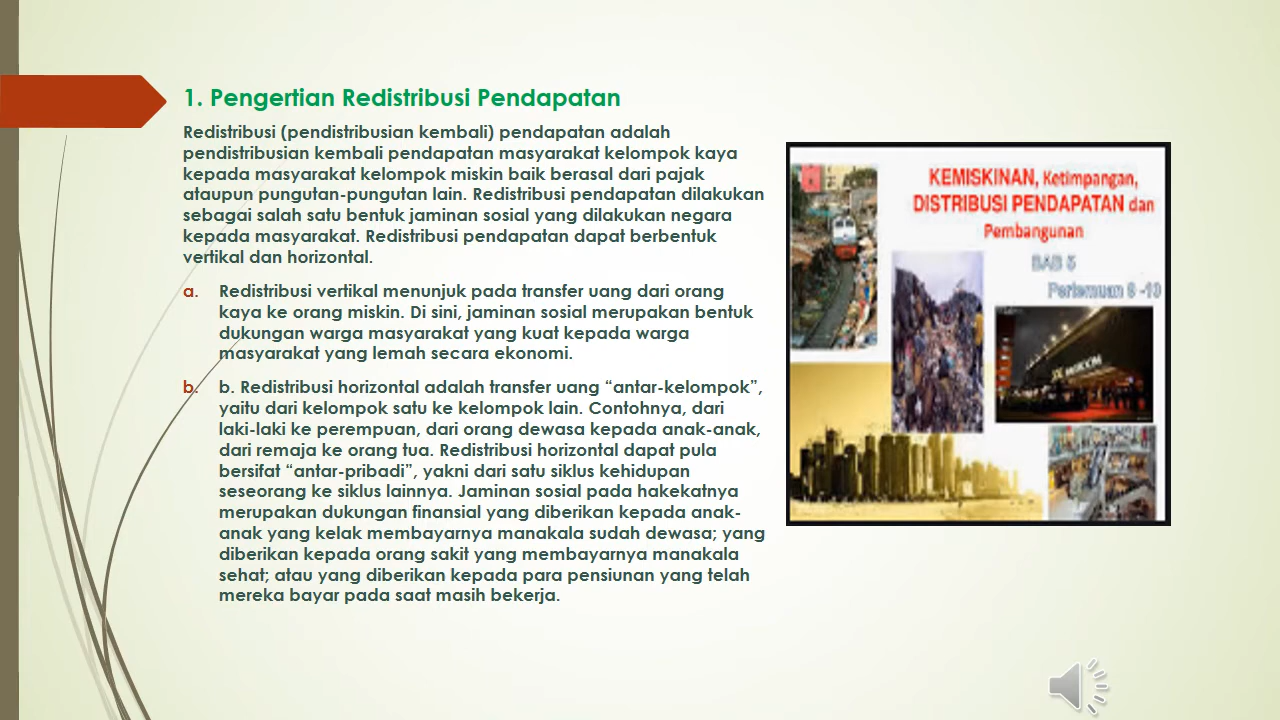 1. Pengertian Redistribusi Pendapatan
Redistribusi (pendistribusian kembali) pendapatan adalah
pendistribusian kembali pendapatan masyarakat kelompok kaya
kepada masyarakat kelompok miskin baik berasal dari pajak
ataupun pungutan-pungutan lain. Redistribusi pendapatan dilakukan
sebagai salah satu bentuk jaminan sosial yang dilakukan negara
kepada masyarakat. Redistribusi pendapatan dapat berbentuk
vertikal dan horizontal.
a. Redistribusi vertikal menunjuk pada transfer uang dari orang
kaya ke orang miskin. Di sini, jaminan sosial merupakan bentuk
dukungan warga masyarakat yang kuat kepada warga
masyarakat yang lemah secara ekonomi.
b. b. Redistribusi horizontal adalah transfer uang “antar-kelompok”,
yaitu dari kelompok satu ke kelompok lain. Contohnya, dari
laki-laki ke perempuan, dari orang dewasa kepada anak-anak,
dari remaja ke orang tua. Redistribusi horizontal dapat pula
bersifat “antar-pribadi”, yakni dari satu siklus kehidupan
seseorang ke siklus lainnya. Jaminan sosial pada hakekatnya
merupakan dukungan finansial yang diberikan kepada anak-
anak yang kelak membayarnya manakala sudah dewasa; yang
diberikan kepada orang sakit yang membayarnya manakala
sehat; atau yang diberikan kepada para pensiunan yang telah
mereka bayar pada saat masih bekerja.
KEMISKINAN, Ketimpangan,
DISTRIBUSI PENDAPATAN dan
Pembangunan
BAB 5
Pertemuan 8 -10